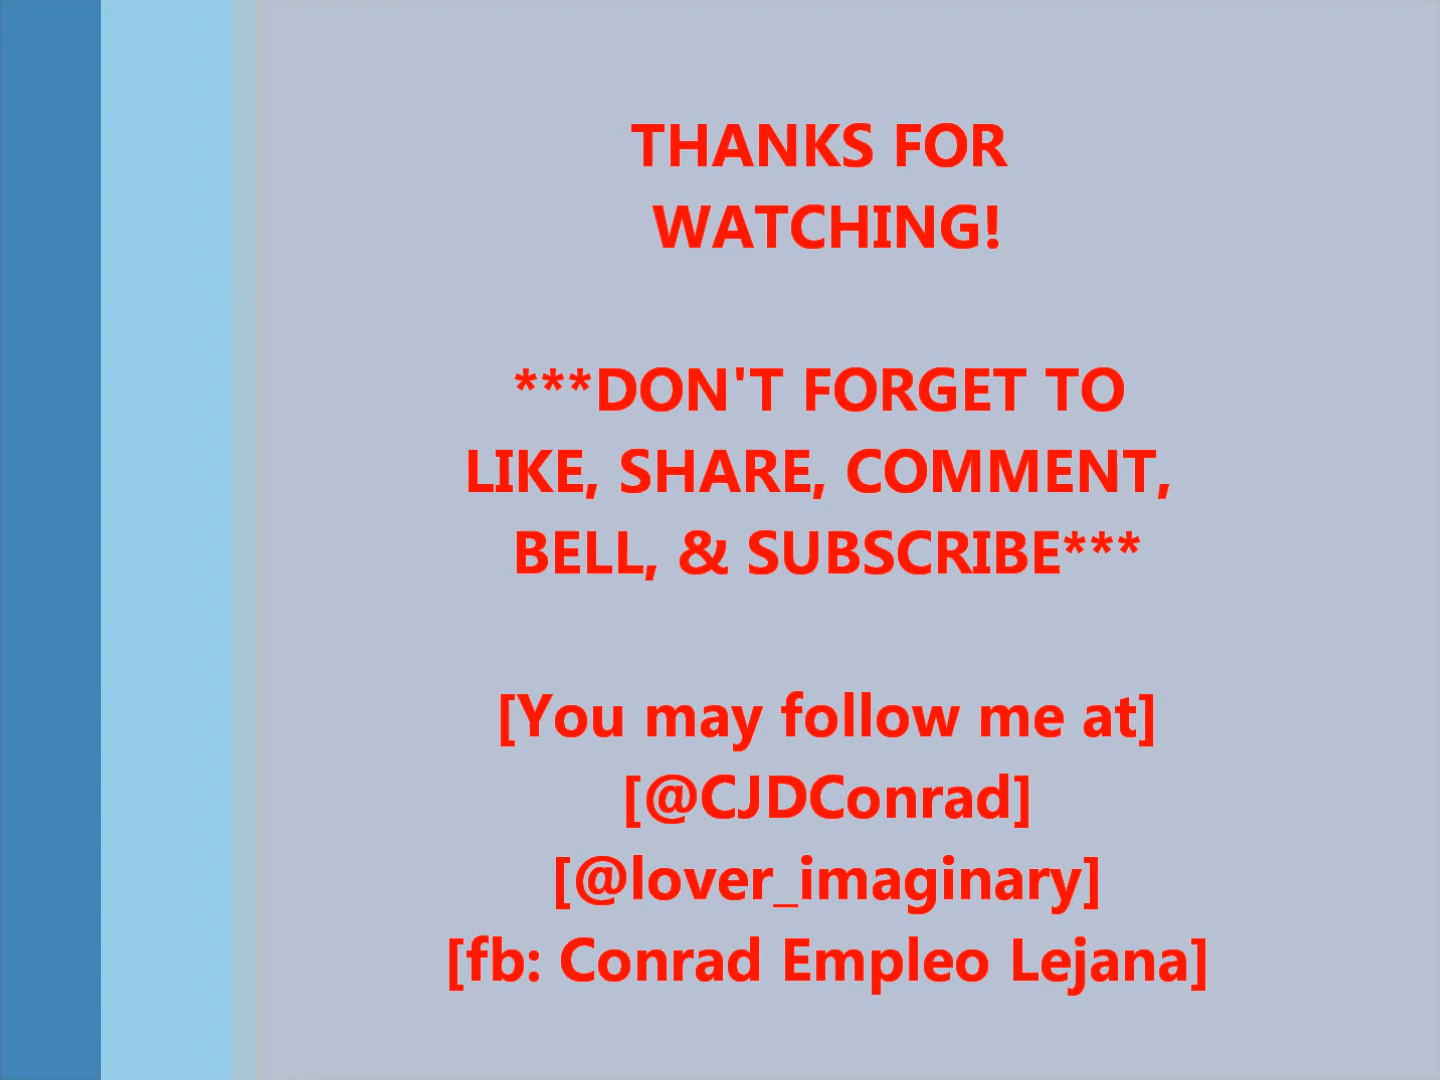 THANKS FOR
WATCHING!
***DON'T FORGET TO
LIKE, SHARE, COMMENT,
BELL, & SUBSCRIBE***
[You may follow me at]
[@CJDConrad]
[@lover_imaginary]
[fb: Conrad Empleo Lejana]